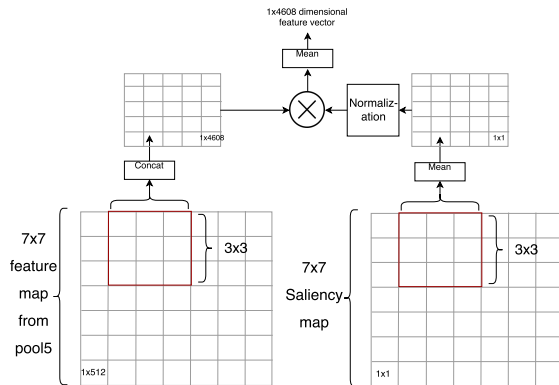 1x4608 dimensional
feature vector
Mean
Normaliz-
ation
1x4608
1x1
Concat
Mean
7x7
feature
map
from
pool5
3x3
1x512
7x7
Saliency
map
3x3
1x1